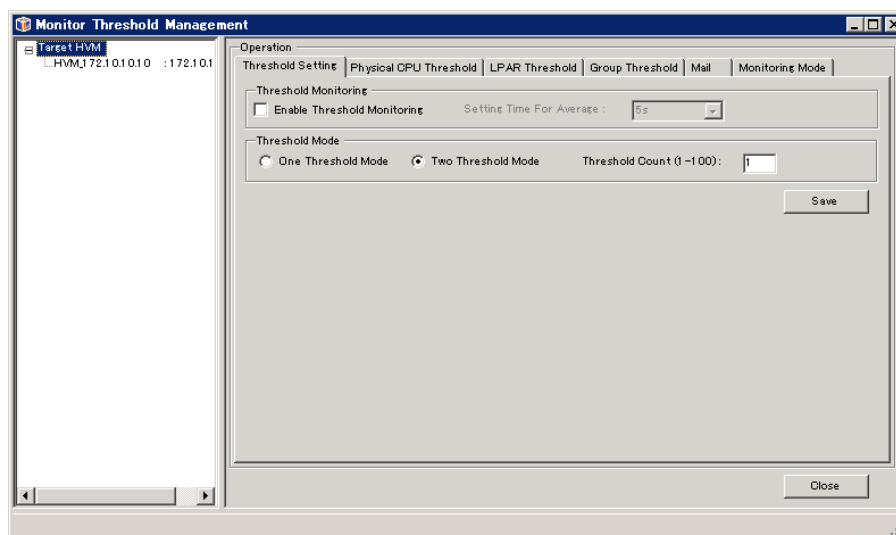 Monitor Threshold Management
Target HVM
HVM_172.10.10.10 : 172.10.1
Operation
Threshold Setting Physical CPU Threshold LPAR Threshold Group Threshold Mail Monitoring Mode
Threshold Monitoring
Enable Threshold Monitoring Setting Time For Average : 5s
Threshold Mode
One Threshold Mode Two Threshold Mode Threshold Count (1-100): 1
Save
Close